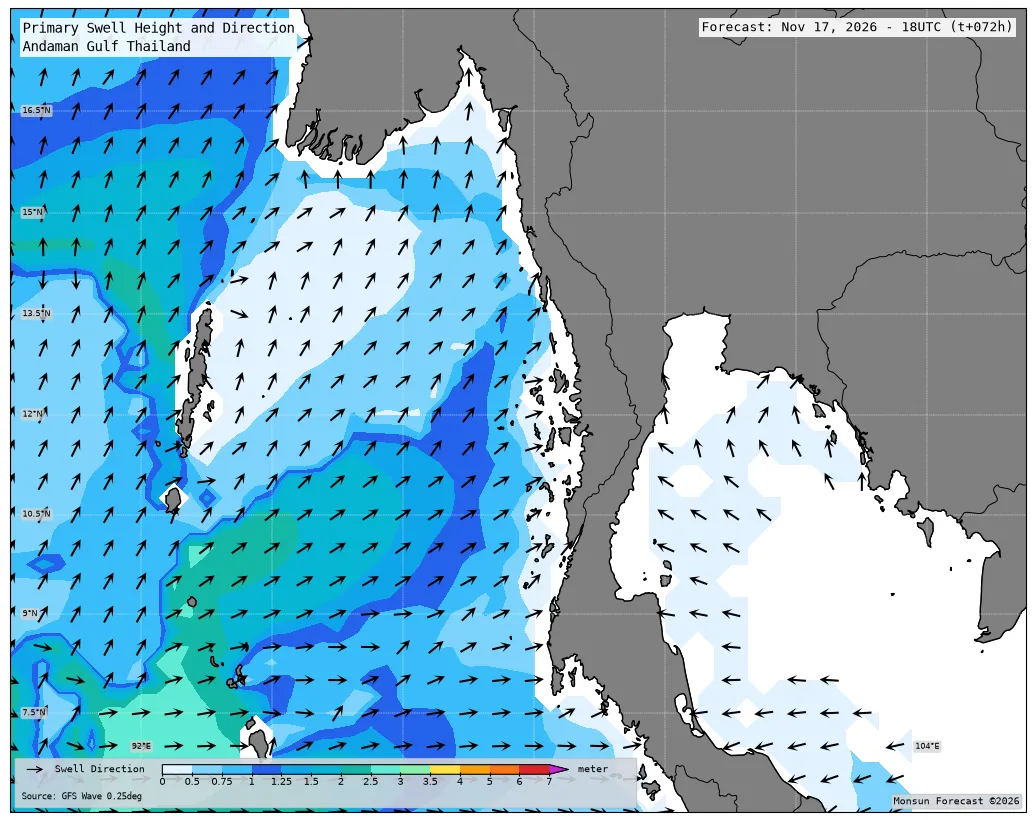 Primary Swell Height and Direction
Andaman Gulf Thailand
Forecast: Nov 17, 2026 - 18UTC (t+072h)
16.5°N
15°N
13.5°N
12°N
10.5°N
9°N
7.5°N
92°E
104°E
Swell Direction
0 0.5 0.75 1 1.25 1.5 2 2.5 3 3.5 4 5 6 7 meter
Source: GFS Wave 0.25deg
Monsun Forecast ©2026